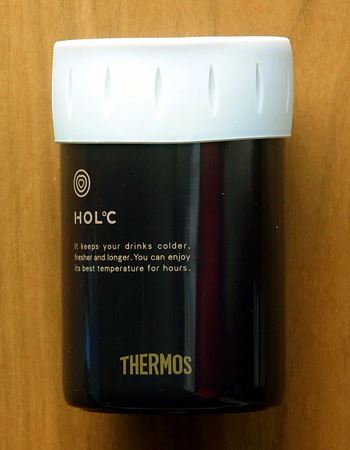 HOL℃
It keeps your drinks colder,
fresher and longer. You can enjoy
its best temperature for hours.
THERMOS